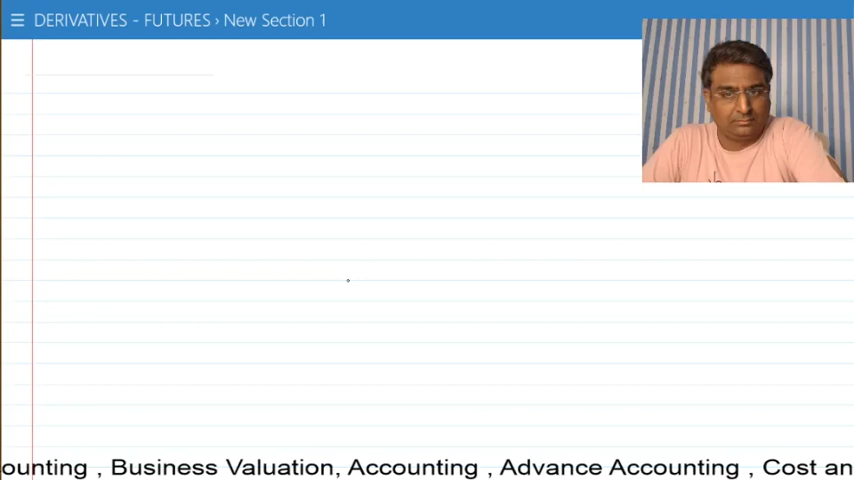 DERIVATIVES - FUTURES › New Section 1
ounting , Business Valuation, Accounting , Advance Accounting , Cost an